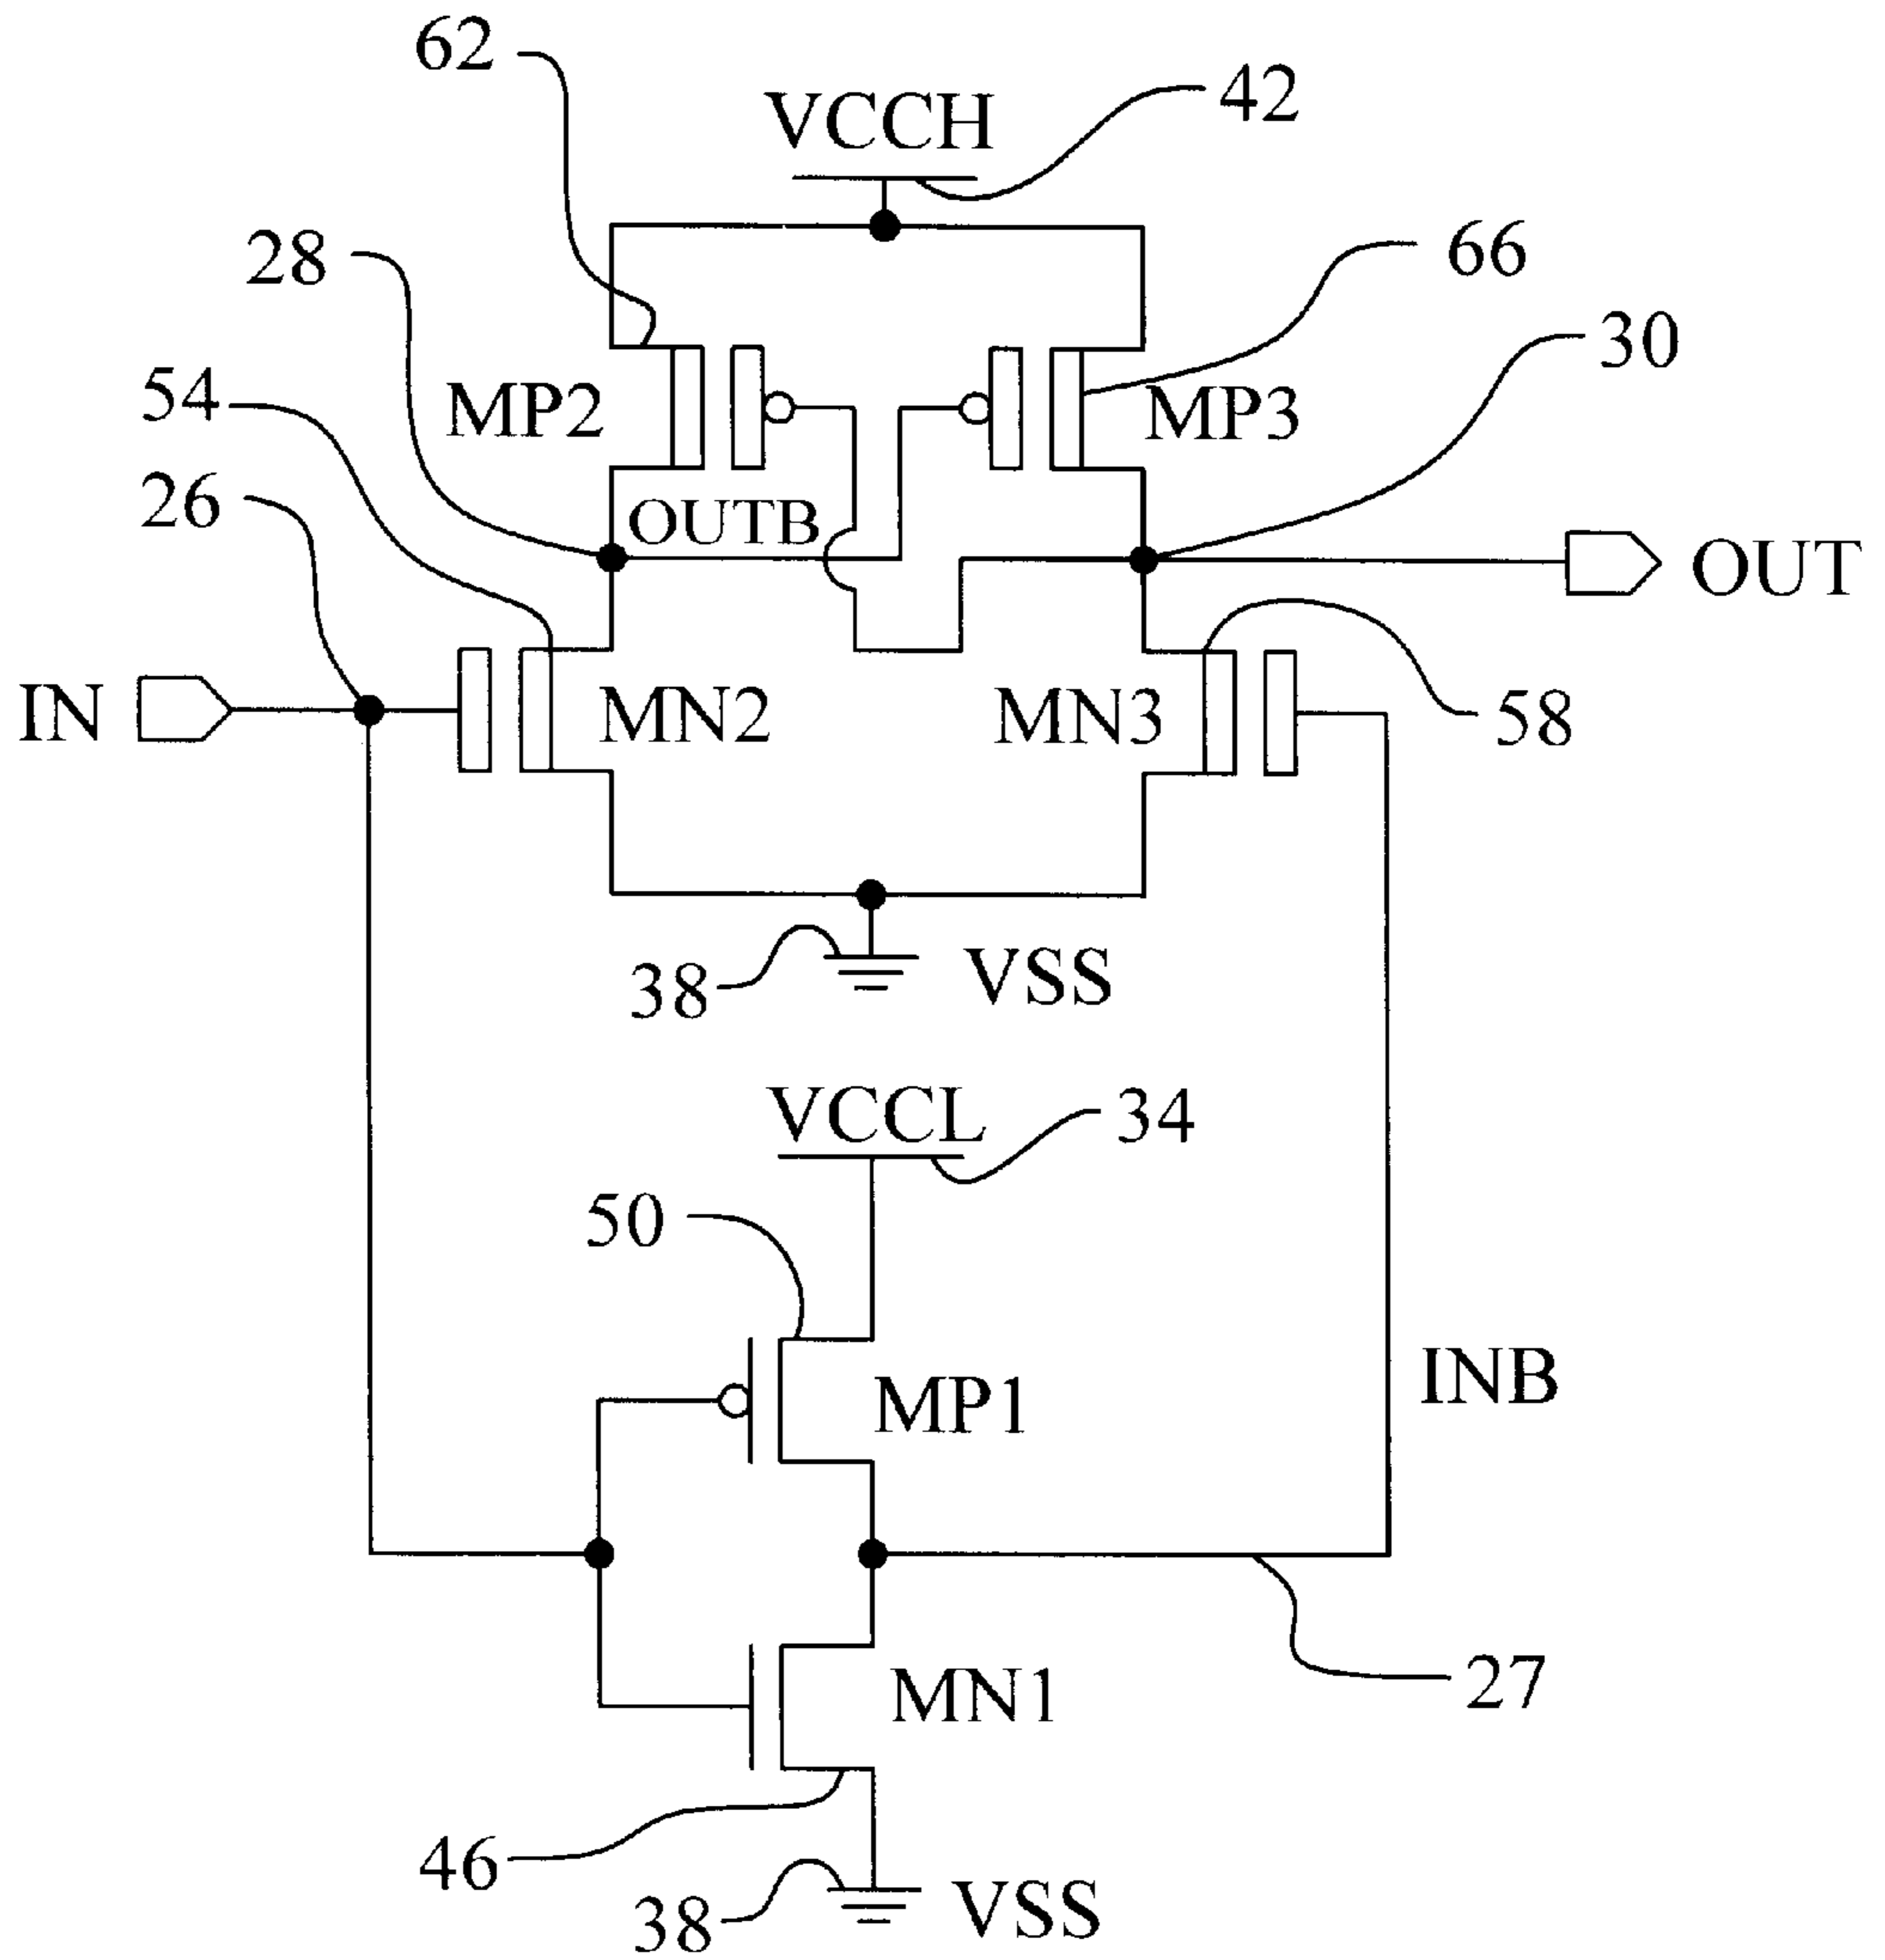 62
VCCH
42
28
66
30
54
MP2
MP3
26
OUTB
OUT
IN
MN2
MN3
58
38
VSS
VCCL
34
50
MP1
INB
MN1
27
46
38
VSS